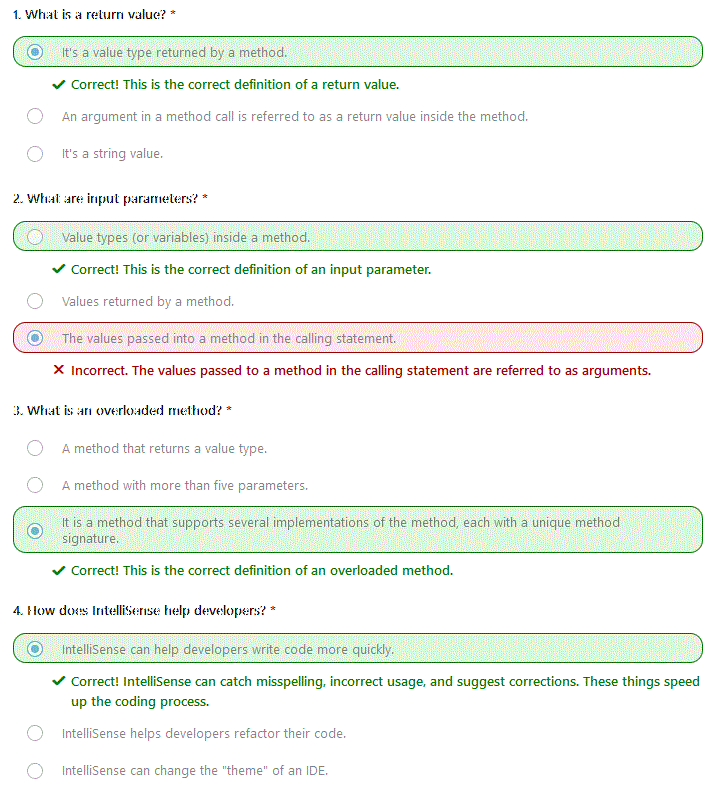 1. What is a return value? *
It's a value type returned by a method.
Correct! This is the correct definition of a return value.
An argument in a method call is referred to as a return value inside the method.
It's a string value.
2. What are input parameters? *
Value types (or variables) inside a method.
Correct! This is the correct definition of an input parameter.
Values returned by a method.
The values passed into a method in the calling statement.
Incorrect. The values passed to a method in the calling statement are referred to as arguments.
3. What is an overloaded method? *
A method that returns a value type.
A method with more than five parameters.
It is a method that supports several implementations of the method, each with a unique method
signature.
Correct! This is the correct definition of an overloaded method.
4. How does IntelliSense help developers? *
IntelliSense can help developers write code more quickly.
Correct! IntelliSense can catch misspelling, incorrect usage, and suggest corrections. These things speed
up the coding process.
IntelliSense helps developers refactor their code.
IntelliSense can change the "theme" of an IDE.